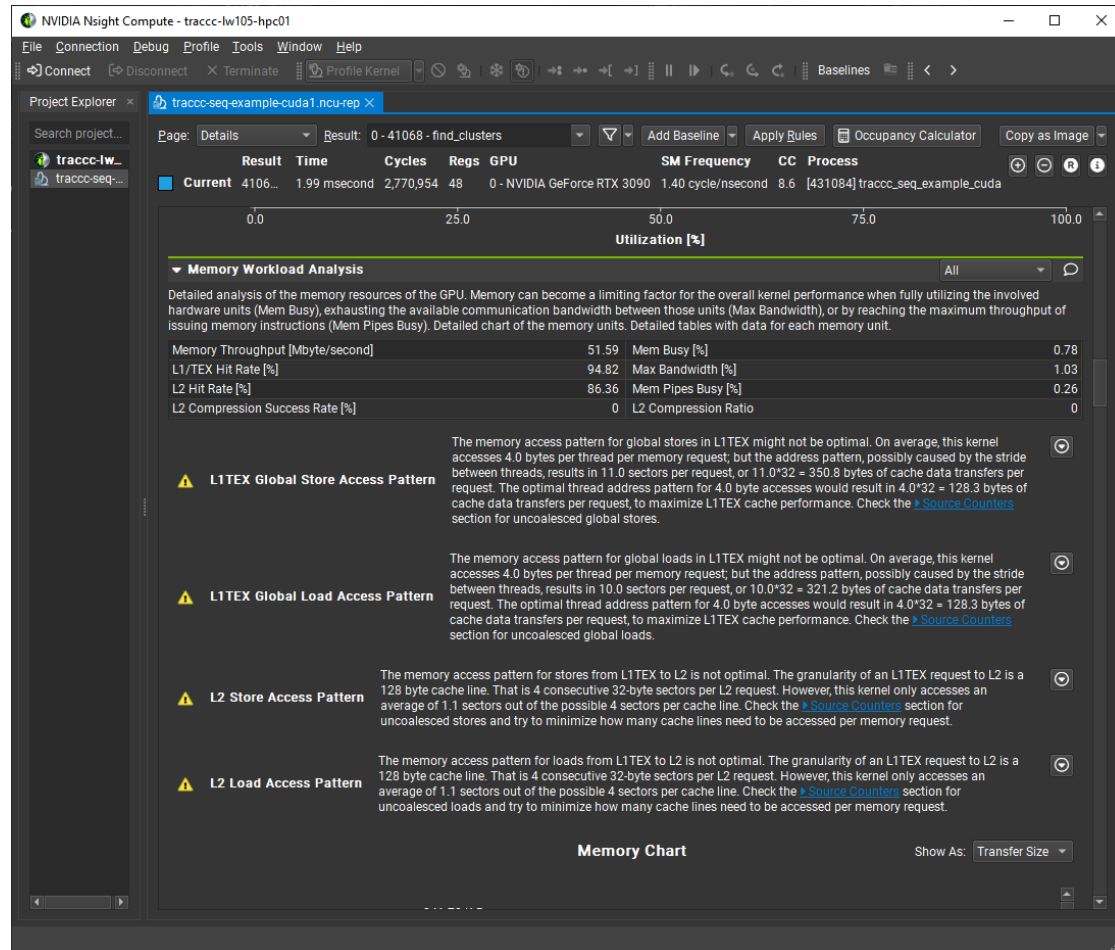 NVIDIA Nsight Compute - traccc-lw105-hpc01
File Connection Debug Profile Tools Window Help
Connect Disconnect Terminate Profile Kernel Baselines
Project Explorer × traccc-seq-example-cuda1.ncu-rep ×
Search project...
traccc-lw...
traccc-seq-...
Page: Details Result: 0 - 41068 - find_clusters Add Baseline Apply Rules Occupancy Calculator Copy as Image
Result Time Cycles Regs GPU SM Frequency CC Process
Current 4106... 1.99 msecond 2,770,954 48 0 - NVIDIA GeForce RTX 3090 1.40 cycle/nsecond 8.6 [431084] traccc_seq_example_cuda
0.0 25.0 50.0 75.0 100.0
Utilization [%]
Memory Workload Analysis All
Detailed analysis of the memory resources of the GPU. Memory can become a limiting factor for the overall kernel performance when fully utilizing the involved
hardware units (Mem Busy), exhausting the available communication bandwidth between those units (Max Bandwidth), or by reaching the maximum throughput of
issuing memory instructions (Mem Pipes Busy). Detailed chart of the memory units. Detailed tables with data for each memory unit.
Memory Throughput [Mbyte/second] 51.59 Mem Busy [%] 0.78
L1/TEX Hit Rate [%] 94.82 Max Bandwidth [%] 1.03
L2 Hit Rate [%] 86.36 Mem Pipes Busy [%] 0.26
L2 Compression Success Rate [%] 0 L2 Compression Ratio 0
L1TEX Global Store Access Pattern
The memory access pattern for global stores in L1TEX might not be optimal. On average, this kernel
accesses 4.0 bytes per thread per memory request; but the address pattern, possibly caused by the stride
between threads, results in 11.0 sectors per request, or 11.0*32 = 350.8 bytes of cache data transfers per
request. The optimal thread address pattern for 4.0 byte accesses would result in 4.0*32 = 128.3 bytes of
cache data transfers per request, to maximize L1TEX cache performance. Check the Source Counters
section for uncoalesced global stores.
L1TEX Global Load Access Pattern
The memory access pattern for global loads in L1TEX might not be optimal. On average, this kernel
accesses 4.0 bytes per thread per memory request; but the address pattern, possibly caused by the stride
between threads, results in 10.0 sectors per request, or 10.0*32 = 321.2 bytes of cache data transfers per
request. The optimal thread address pattern for 4.0 byte accesses would result in 4.0*32 = 128.3 bytes of
cache data transfers per request, to maximize L1TEX cache performance. Check the Source Counters
section for uncoalesced global loads.
L2 Store Access Pattern
The memory access pattern for stores from L1TEX to L2 is not optimal. The granularity of an L1TEX request to L2 is a
128 byte cache line. That is 4 consecutive 32-byte sectors per L2 request. However, this kernel only accesses an
average of 1.1 sectors out of the possible 4 sectors per cache line. Check the Source Counters section for
uncoalesced stores and try to minimize how many cache lines need to be accessed per memory request.
L2 Load Access Pattern
The memory access pattern for loads from L1TEX to L2 is not optimal. The granularity of an L1TEX request to L2 is a
128 byte cache line. That is 4 consecutive 32-byte sectors per L2 request. However, this kernel only accesses an
average of 1.1 sectors out of the possible 4 sectors per cache line. Check the Source Counters section for
uncoalesced loads and try to minimize how many cache lines need to be accessed per memory request.
Memory Chart Show As: Transfer Size